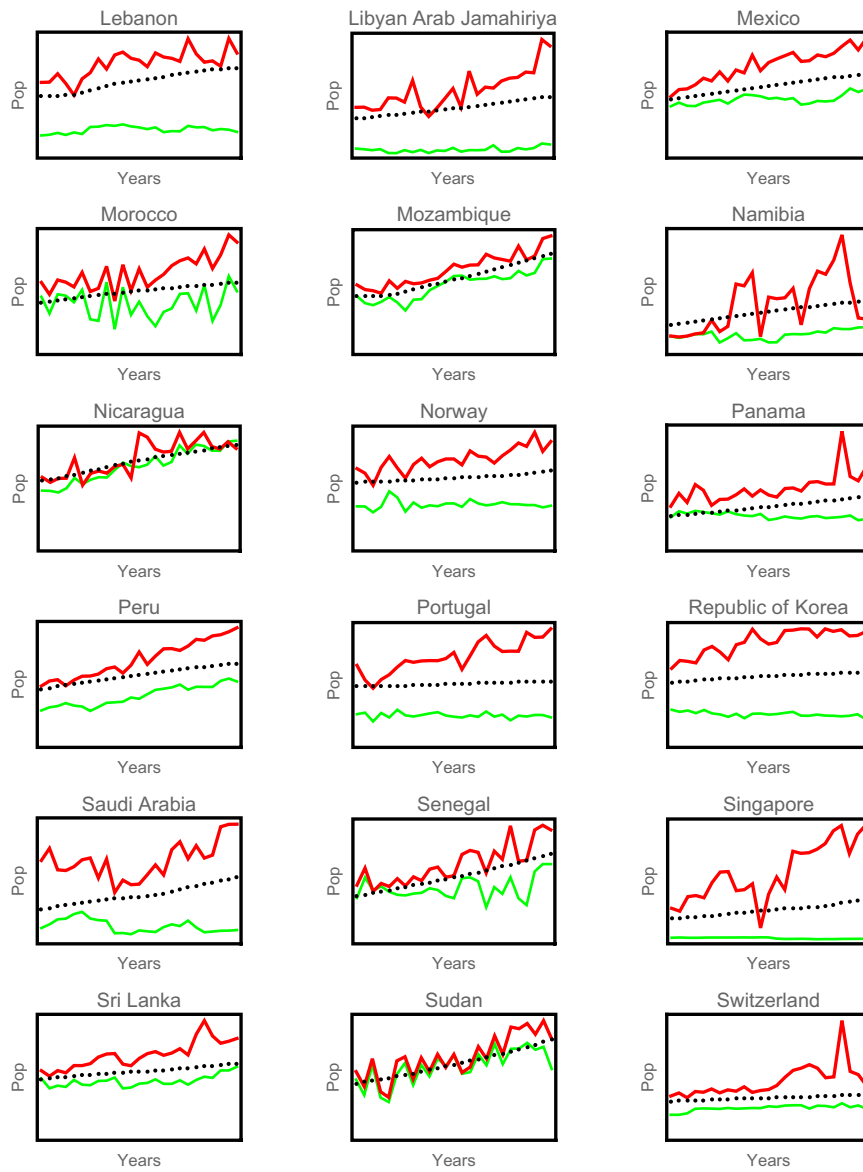 Lebanon
Libyan Arab Jamahiriya
Mexico
Pop
Pop
Pop
Years
Years
Years
Morocco
Mozambique
Namibia
Pop
Pop
Pop
Years
Years
Years
Nicaragua
Norway
Panama
Pop
Pop
Pop
Years
Years
Years
Peru
Portugal
Republic of Korea
Pop
Pop
Pop
Years
Years
Years
Saudi Arabia
Senegal
Singapore
Pop
Pop
Pop
Years
Years
Years
Sri Lanka
Sudan
Switzerland
Pop
Pop
Pop
Years
Years
Years